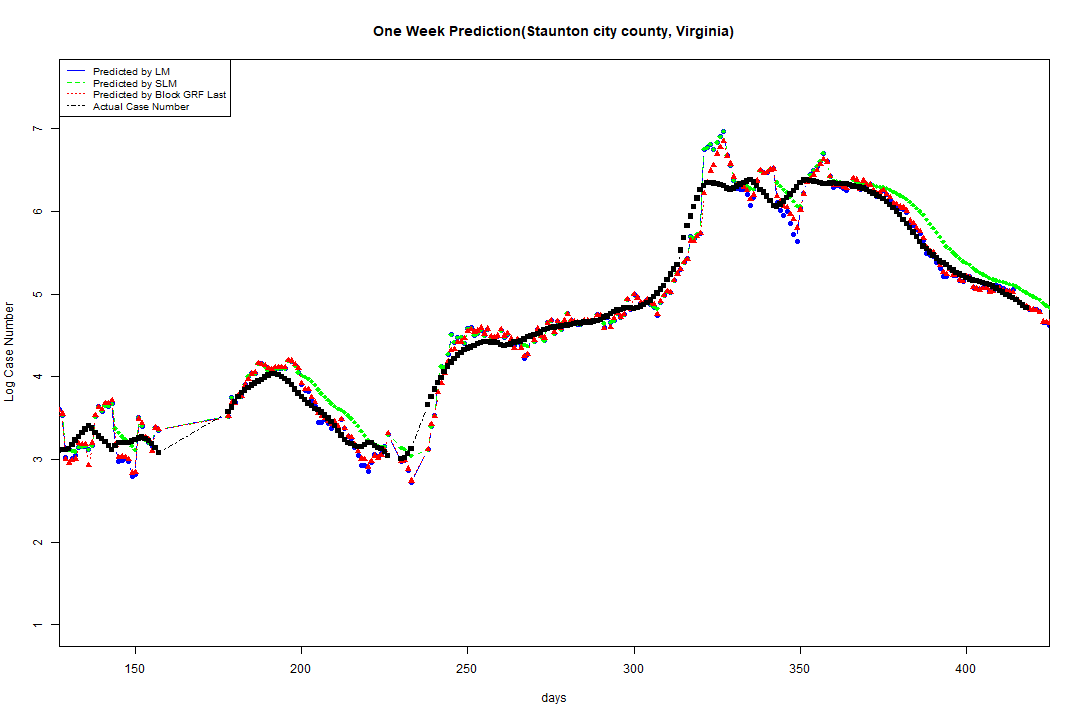 One Week Prediction(Staunton city county, Virginia)
Predicted by LM
Predicted by SLM
Predicted by Block GRF Last
Actual Case Number
7
6
5
4
3
2
1
Log Case Number
150 200 250 300 350 400
days